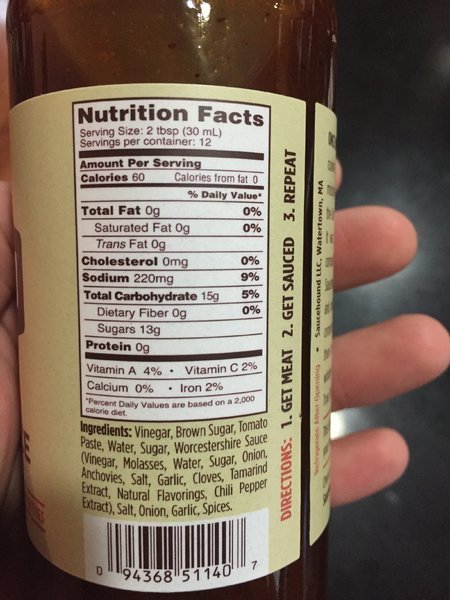 Nutrition Facts
Serving Size: 2 tbsp (30 mL)
Servings per container: 12
Amount Per Serving
Calories 60 Calories from fat 0
% Daily Value*
Total Fat 0g 0%
Saturated Fat 0g 0%
Trans Fat 0g
Cholesterol 0mg 0%
Sodium 220mg 9%
Total Carbohydrate 15g 5%
Dietary Fiber 0g 0%
Sugars 13g
Protein 0g
Vitamin A 4% • Vitamin C 2%
Calcium 0% • Iron 2%
*Percent Daily Values are based on a 2,000
calorie diet.
Ingredients: Vinegar, Brown Sugar, Tomato
Paste, Water, Sugar, Worcestershire Sauce
(Vinegar, Molasses, Water, Sugar, Onion,
Anchovies, Salt, Garlic, Cloves, Tamarind
Extract, Natural Flavorings, Chili Pepper
Extract), Salt, Onion, Garlic, Spices.
0 94368 51140 7
DIRECTIONS: 1. GET MEAT 2. GET SAUCED 3. REPEAT
Refrigerate After Opening • Saucehound LLC, Watertown, MA